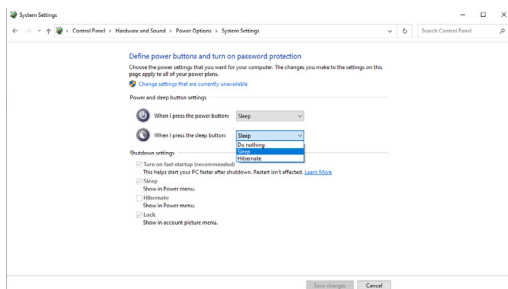 System Settings
Control Panel > Hardware and Sound > Power Options > System Settings
Search Control Panel
Define power buttons and turn on password protection
Choose the power settings that you want for your computer. The changes you make to the settings on this
page apply to all of your power plans.
Change settings that are currently unavailable
Power and sleep button settings
When I press the power button: Sleep
When I press the sleep button: Sleep
Do nothing
Sleep
Hibernate
Shutdown settings
Turn on fast startup (recommended)
This helps start your PC faster after shutdown. Restart isn't affected. Learn More
Sleep
Show in Power menu.
Hibernate
Show in Power menu.
Lock
Show in account picture menu.
Save changes Cancel